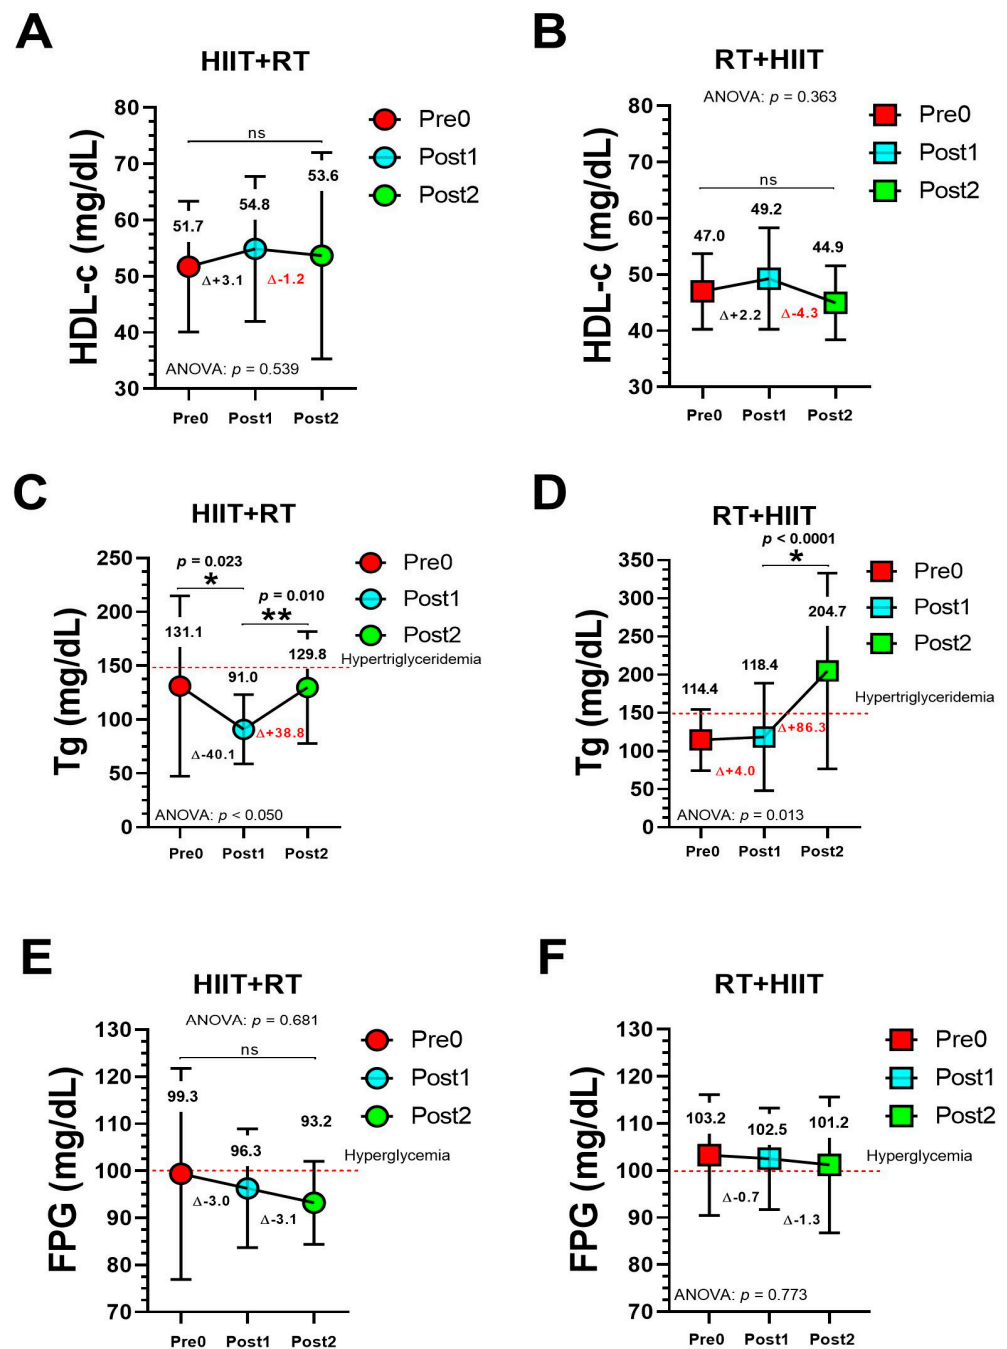 A
HIIT+RT
HDL-c (mg/dL)
80
70
60
50
40
30
ns
51.7
54.8
53.6
Δ+3.1
Δ-1.2
ANOVA: p = 0.539
Pre0 Post1 Post2
Pre0
Post1
Post2
B
RT+HIIT
ANOVA: p = 0.363
HDL-c (mg/dL)
80
70
60
50
40
30
ns
47.0
49.2
44.9
Δ+2.2
Δ-4.3
Pre0 Post1 Post2
Pre0
Post1
Post2
C
HIIT+RT
Tg (mg/dL)
250
200
150
100
50
0
p = 0.023
*
p = 0.010
**
131.1
91.0
129.8
Δ-40.1
Δ+38.8
Hypertriglyceridemia
ANOVA: p < 0.050
Pre0 Post1 Post2
Pre0
Post1
Post2
D
RT+HIIT
p < 0.0001
*
Tg (mg/dL)
350
300
250
200
150
100
50
0
114.4
118.4
204.7
Δ+4.0
Δ+86.3
Hypertriglyceridemia
ANOVA: p = 0.013
Pre0 Post1 Post2
Pre0
Post1
Post2
E
HIIT+RT
ANOVA: p = 0.681
FPG (mg/dL)
130
120
110
100
90
80
70
ns
99.3
96.3
93.2
Δ-3.0
Δ-3.1
Hyperglycemia
Pre0 Post1 Post2
Pre0
Post1
Post2
F
RT+HIIT
FPG (mg/dL)
130
120
110
100
90
80
70
103.2
102.5
101.2
Δ-0.7
Δ-1.3
Hyperglycemia
ANOVA: p = 0.773
Pre0 Post1 Post2
Pre0
Post1
Post2